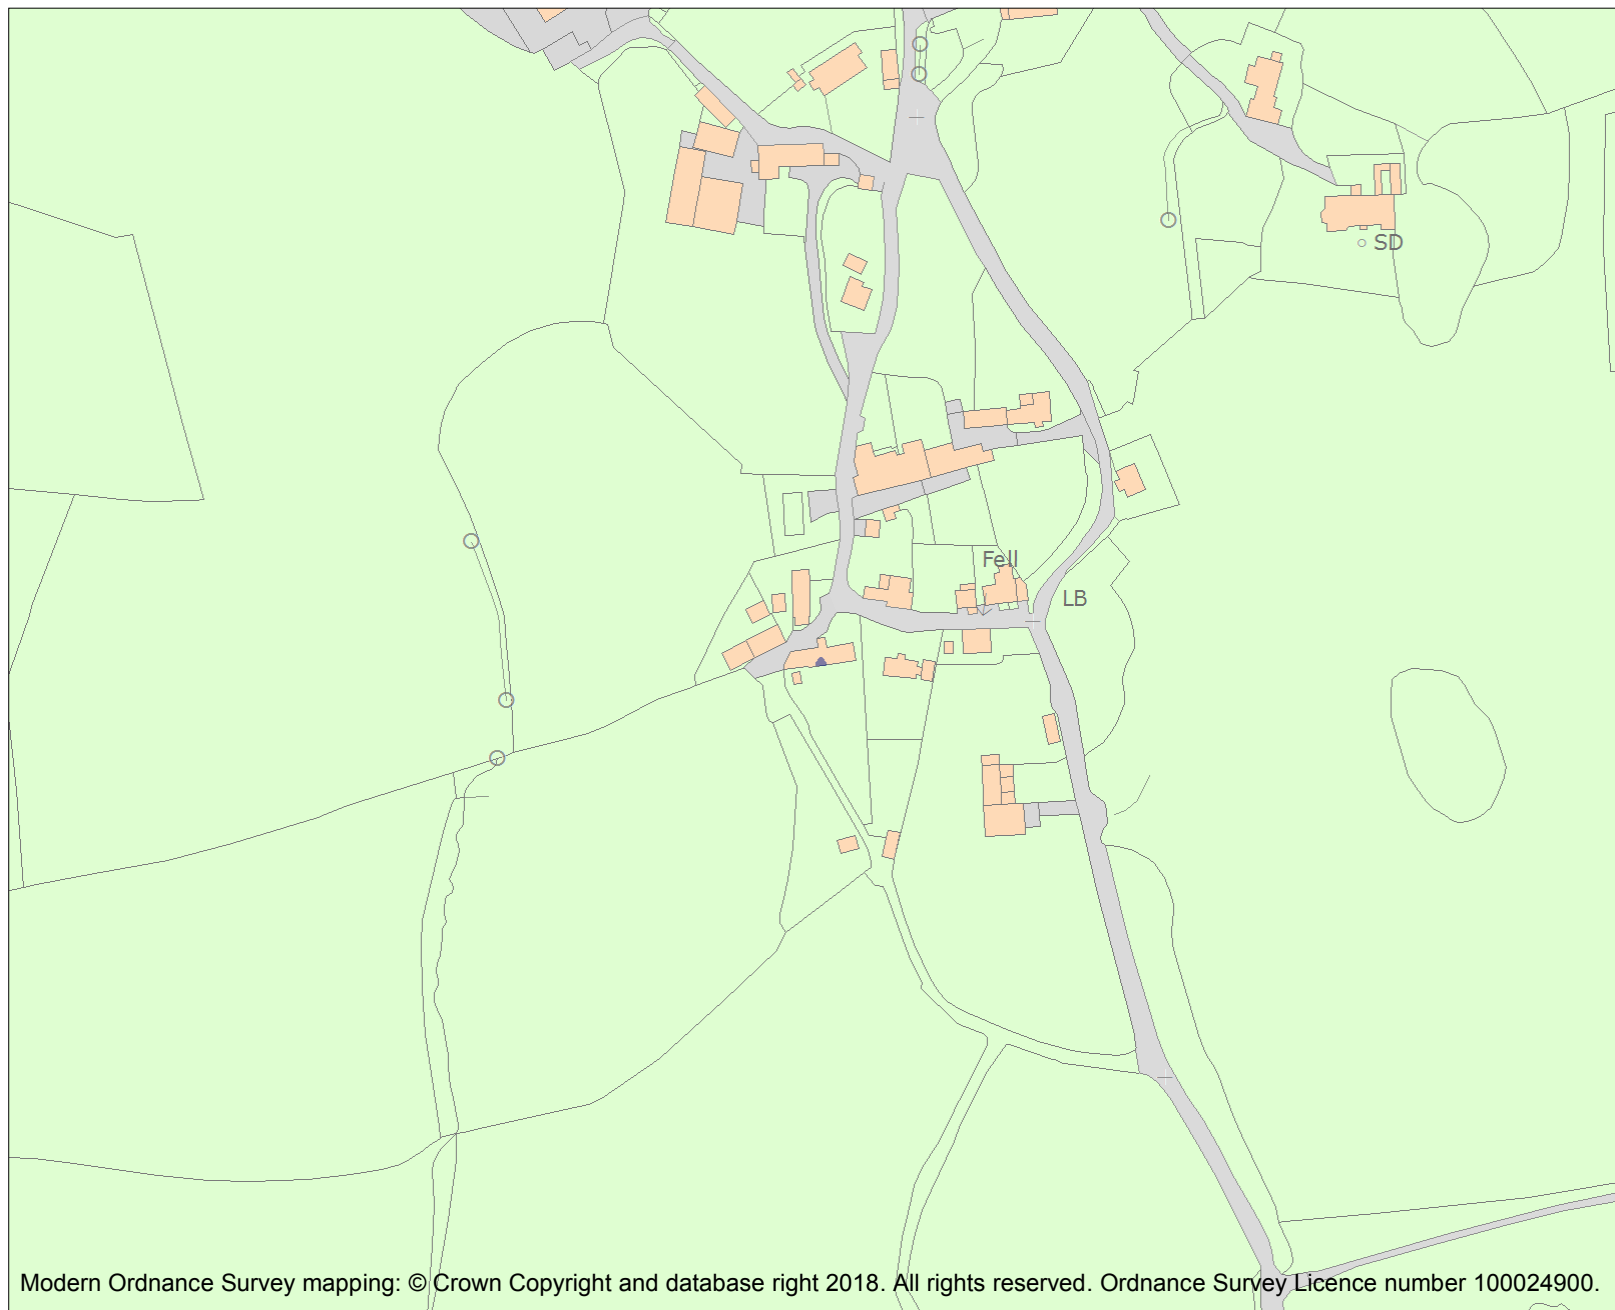 SD
Fell
LB
Modern Ordnance Survey mapping: © Crown Copyright and database right 2018. All rights reserved. Ordnance Survey Licence number 100024900.